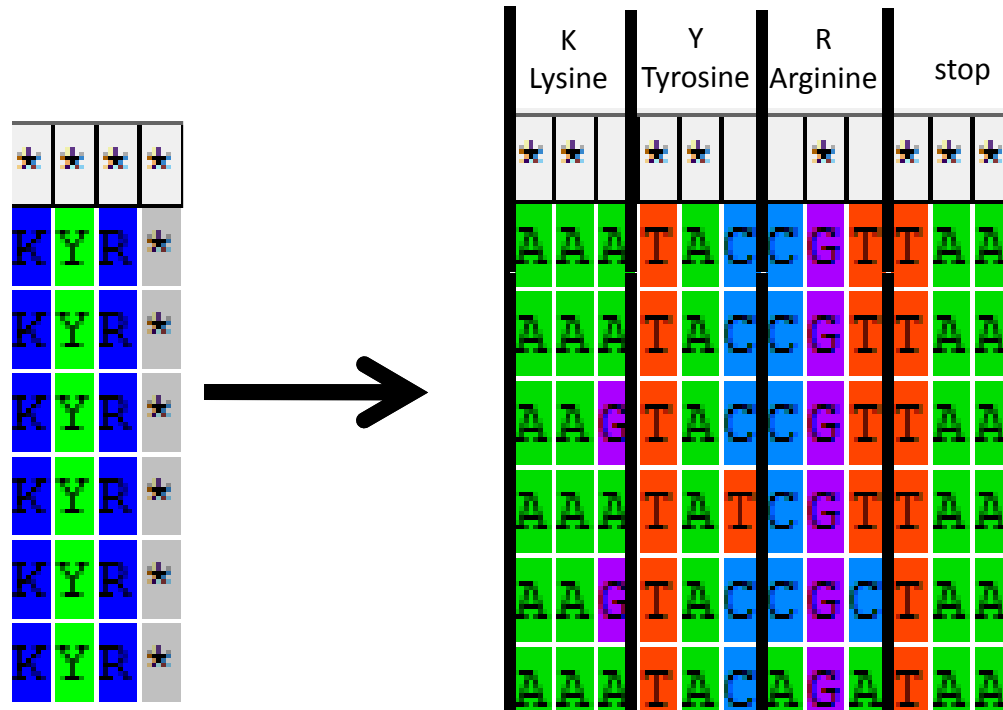 K Y R
Lysine Tyrosine Arginine stop
* * * *
* * * * * * * *
K Y R *
K Y R *
K Y R *
K Y R *
K Y R *
K Y R *
A A A T A C C G T T A A
A A A T A C C G T T A A
A A G T A C C G T T A A
A A A T A T C G T T A A
A A G T A C C G C T A A
A A A T A C A G A T A A